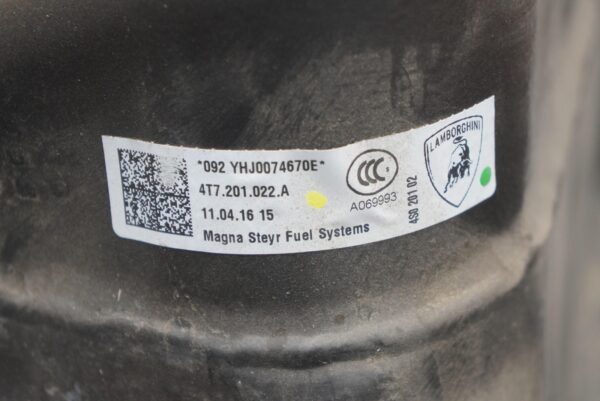 *092 YHJ0074670E*
4T7.201.022.A
11.04.16 15
Magna Steyr Fuel Systems
CCC
A069993
4S0 201 02
LAMBORGHINI